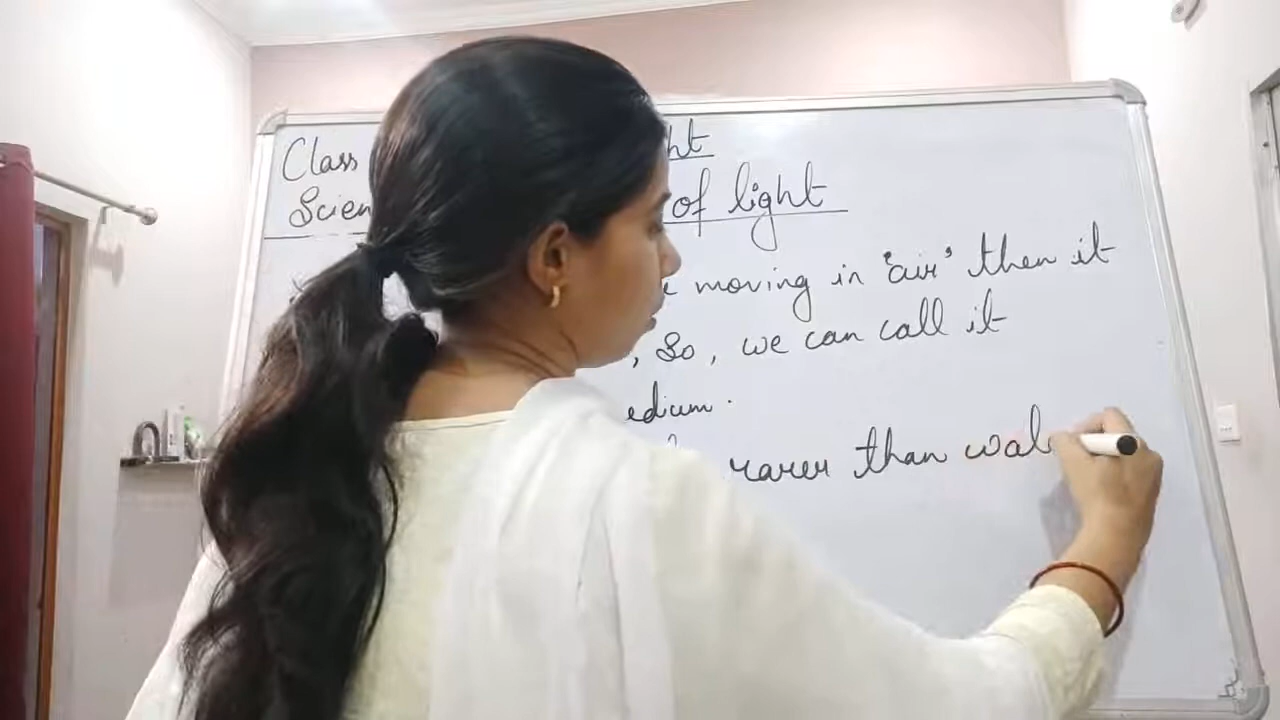 Class ht
Scien of light
moving in "air" then it
, So, we can call it
edium.
rarer than wat